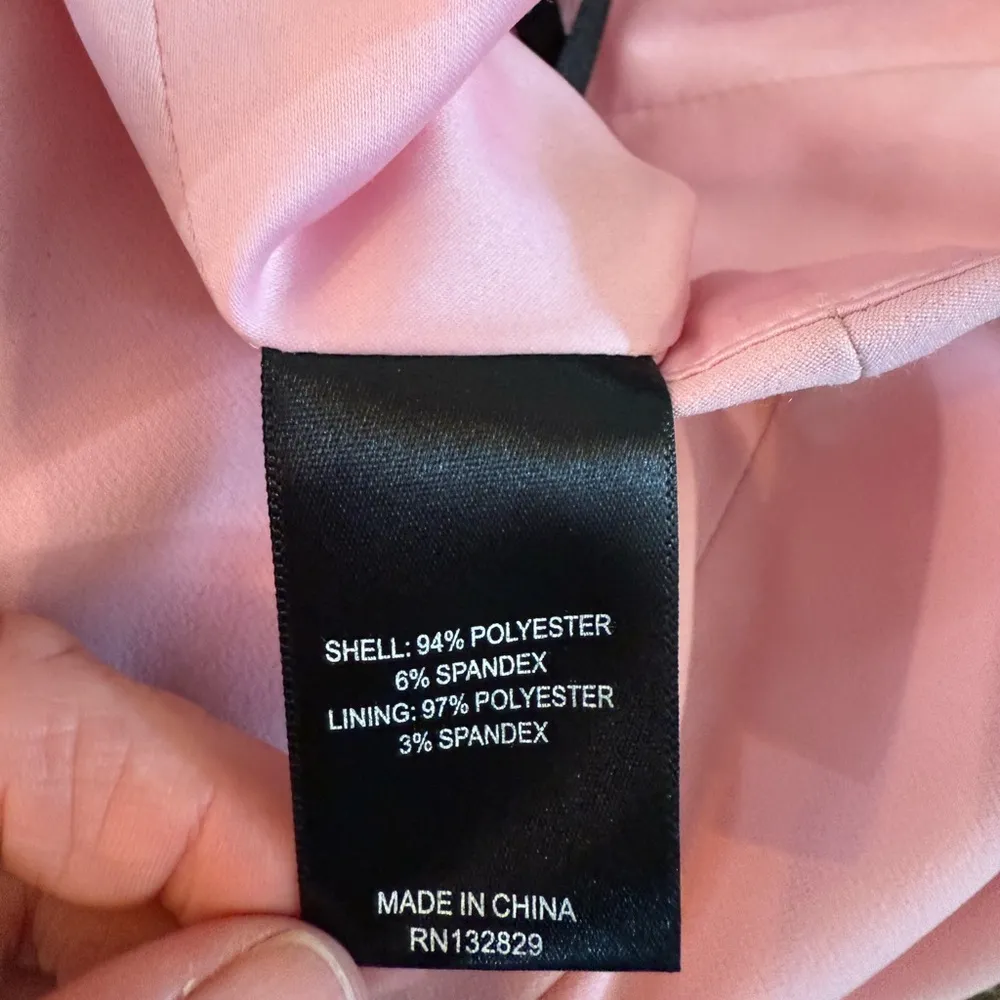 SHELL: 94% POLYESTER
6% SPANDEX
LINING: 97% POLYESTER
3% SPANDEX
MADE IN CHINA
RN132829